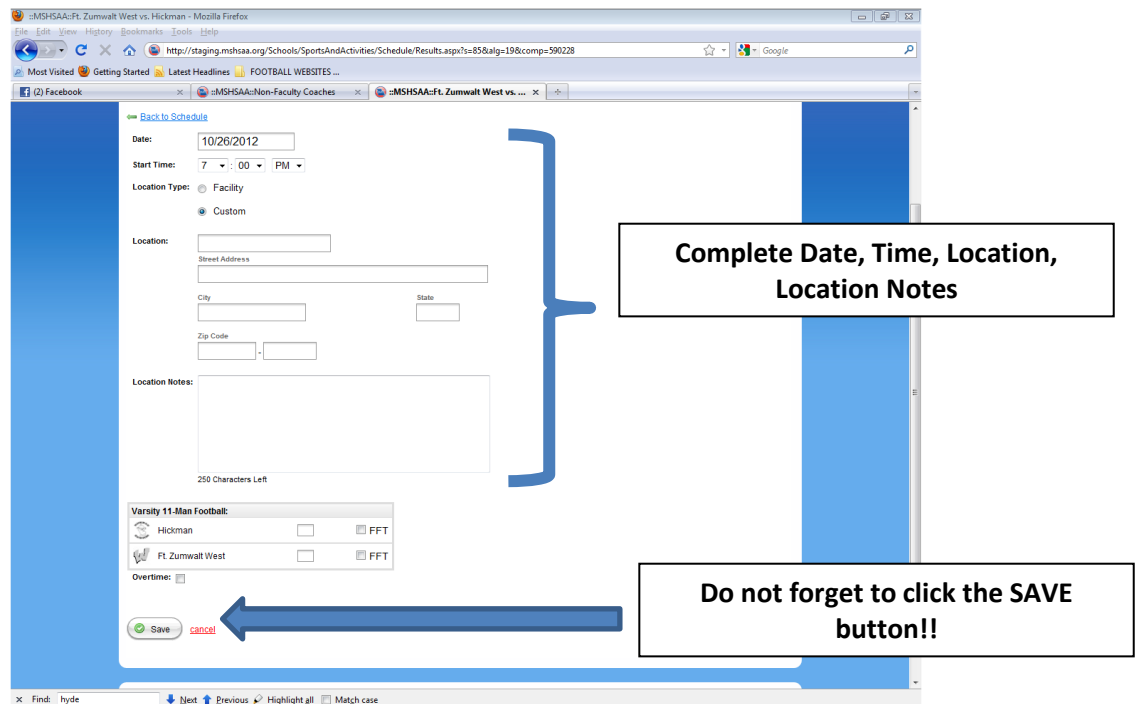 ::MSHSAA::Ft. Zumwalt West vs. Hickman - Mozilla Firefox
File Edit View History Bookmarks Tools Help
http://staging.mshsaa.org/Schools/SportsAndActivities/Schedule/Results.aspx?s=85&alg=19&comp=590228
Google
Most Visited Getting Started Latest Headlines FOOTBALL WEBSITES ...
(2) Facebook ::MSHSAA::Non-Faculty Coaches ::MSHSAA::Ft. Zumwalt West vs. ...
Back to Schedule
Date: 10/26/2012
Start Time: 7 : 00 PM
Location Type: Facility
Custom
Location:
Street Address
City State
Zip Code
-
Location Notes:
250 Characters Left
Complete Date, Time, Location,
Location Notes
Varsity 11-Man Football:
Hickman FFT
Ft. Zumwalt West FFT
Overtime:
Do not forget to click the SAVE
button!!
Save cancel
x Find: hyde Next Previous Highlight all Match case